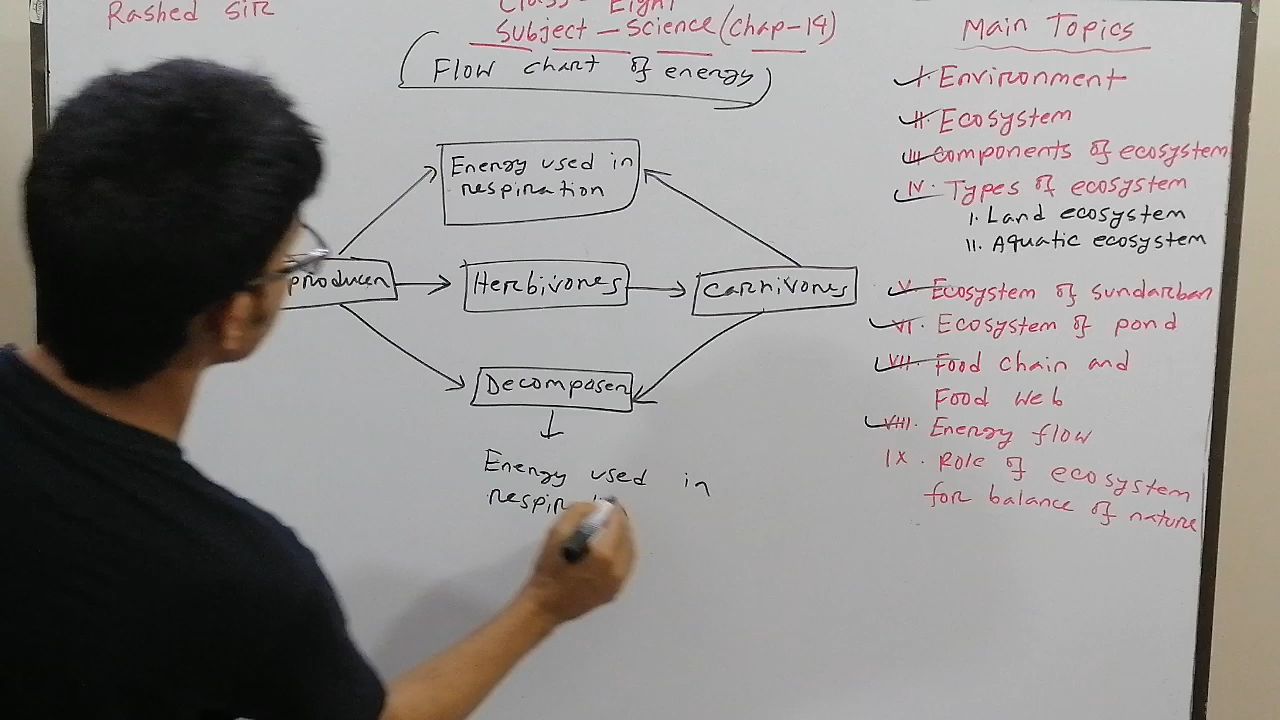 Rashed Sir
Class - Eight
Subject - Science (Chap-14)
Flow chart of energy
Energy used in
respiration
producer
Herbivores
Carnivores
Decomposer
Energy used in
Main Topics
I. Environment
II. Ecosystem
III. components of ecosystem
IV. Types of ecosystem
I. Land ecosystem
II. Aquatic ecosystem
V. Ecosystem of sundarban
VI. Ecosystem of pond
VII. Food chain and
Food web
VIII. Energy flow
IX. Role of ecosystem
for balance of nature